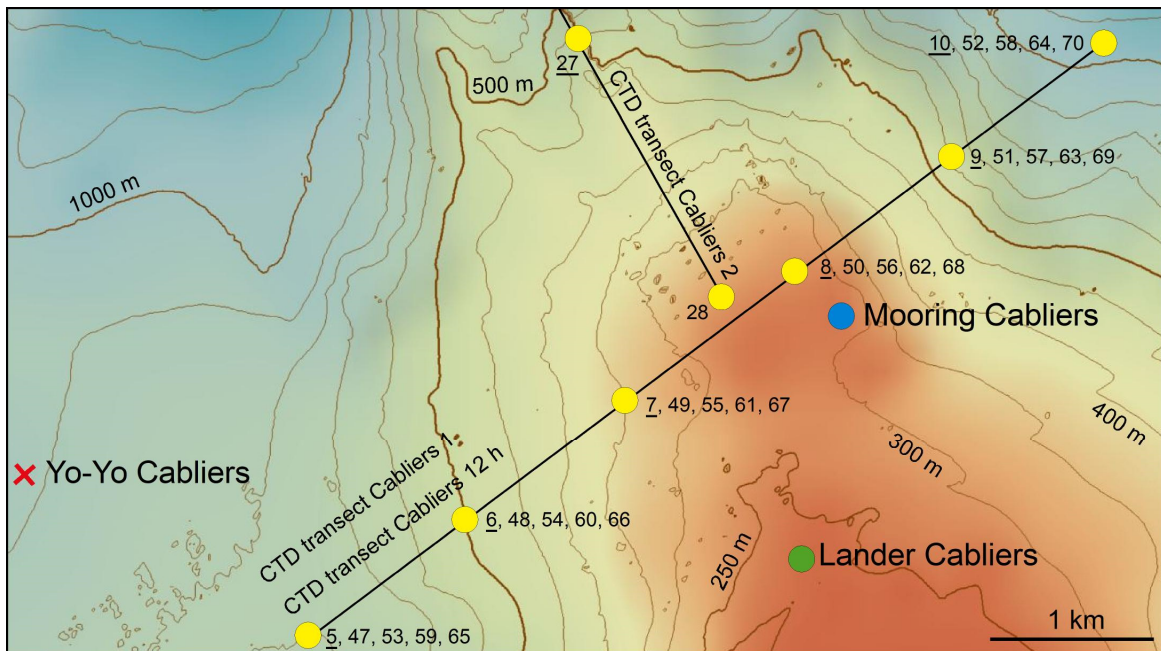 10, 52, 58, 64, 70
27
500 m
CTD transect Cabliers 2
9, 51, 57, 63, 69
1000 m
8, 50, 56, 62, 68
28
Mooring Cabliers
7, 49, 55, 61, 67
400 m
300 m
Yo-Yo Cabliers
CTD transect Cabliers 1
CTD transect Cabliers 12 h
6, 48, 54, 60, 66
250 m
Lander Cabliers
1 km
5, 47, 53, 59, 65